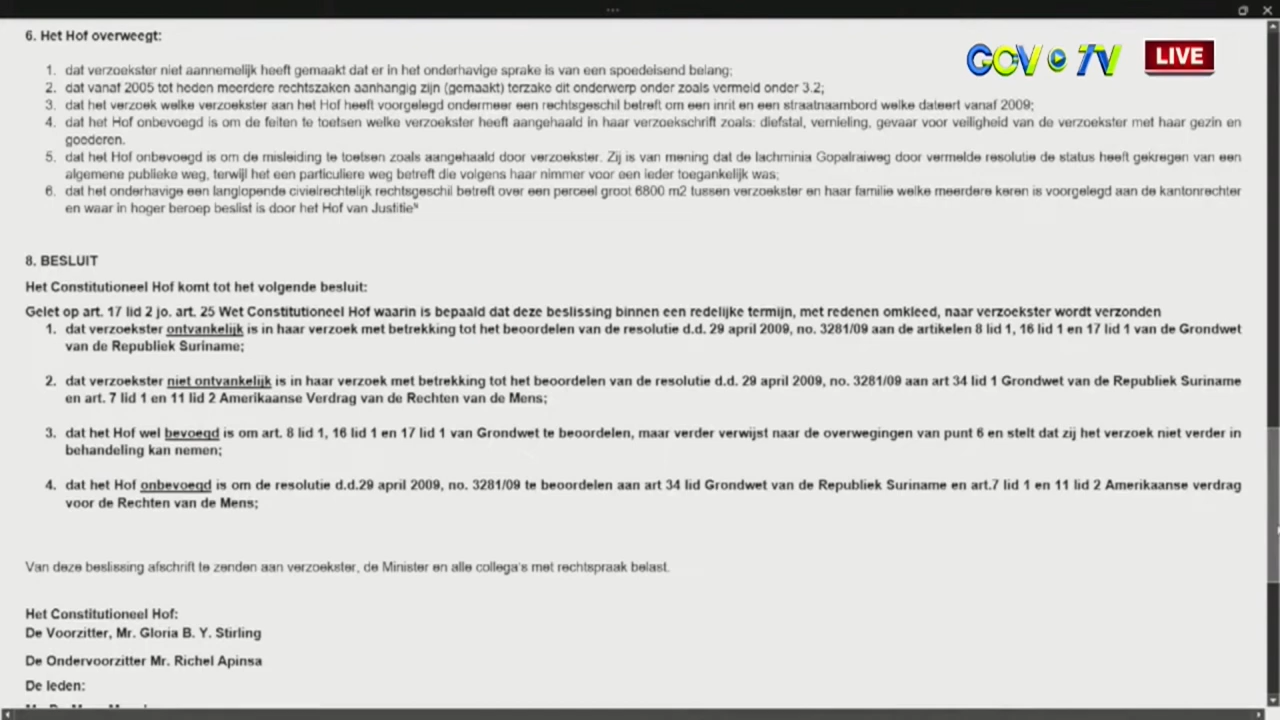 6. Het Hof overweegt:
GOV TV
LIVE
1. dat verzoekster niet aannemelijk heeft gemaakt dat er in het onderhavige sprake is van een spoedeisend belang;
2. dat vanaf 2005 tot heden meerdere rechtszaken aanhangig zijn (gemaakt) terzake dit onderwerp onder zoals vermeld onder 3.2;
3. dat het verzoek welke verzoekster aan het Hof heeft voorgelegd ondermeer een rechtsgeschil betreft om een inrit en een straatnaambord welke dateert vanaf 2009;
4. dat het Hof onbevoegd is om de feiten te toetsen welke verzoekster heeft aangehaald in haar verzoekschrift zoals: diefstal, vernieling, gevaar voor veiligheid van de verzoekster met haar gezin en
goederen.
5. dat het Hof onbevoegd is om de misleiding te toetsen zoals aangehaald door verzoekster. Zij is van mening dat de Iachminia Gopalraiweg door vermelde resolutie de status heeft gekregen van een
algemene publieke weg, terwijl het een particuliere weg betreft die volgens haar nimmer voor een ieder toegankelijk was;
6. dat het onderhavige een langlopende civielrechtelijk rechtsgeschil betreft over een perceel groot 6800 m2 tussen verzoekster en haar familie welke meerdere keren is voorgelegd aan de kantonrechter
en waar in hoger beroep beslist is door het Hof van Justitie
8. BESLUIT
Het Constitutioneel Hof komt tot het volgende besluit:
Gelet op art. 17 lid 2 jo. art. 25 Wet Constitutioneel Hof waarin is bepaald dat deze beslissing binnen een redelijke termijn, met redenen omkleed, naar verzoekster wordt verzonden
1. dat verzoekster ontvankelijk is in haar verzoek met betrekking tot het beoordelen van de resolutie d.d. 29 april 2009, no. 3281/09 aan de artikelen 8 lid 1, 16 lid 1 en 17 lid 1 van de Grondwet
van de Republiek Suriname;
2. dat verzoekster niet ontvankelijk is in haar verzoek met betrekking tot het beoordelen van de resolutie d.d. 29 april 2009, no. 3281/09 aan art 34 lid 1 Grondwet van de Republiek Suriname
en art. 7 lid 1 en 11 lid 2 Amerikaanse Verdrag van de Rechten van de Mens;
3. dat het Hof wel bevoegd is om art. 8 lid 1, 16 lid 1 en 17 lid 1 van Grondwet te beoordelen, maar verder verwijst naar de overwegingen van punt 6 en stelt dat zij het verzoek niet verder in
behandeling kan nemen;
4. dat het Hof onbevoegd is om de resolutie d.d.29 april 2009, no. 3281/09 te beoordelen aan art 34 lid Grondwet van de Republiek Suriname en art.7 lid 1 en 11 lid 2 Amerikaanse verdrag
voor de Rechten van de Mens;
Van deze beslissing afschrift te zenden aan verzoekster, de Minister en alle collega's met rechtspraak belast.
Het Constitutioneel Hof:
De Voorzitter, Mr. Gloria B. Y. Stirling
De Ondervoorzitter Mr. Richel Apinsa
De leden: